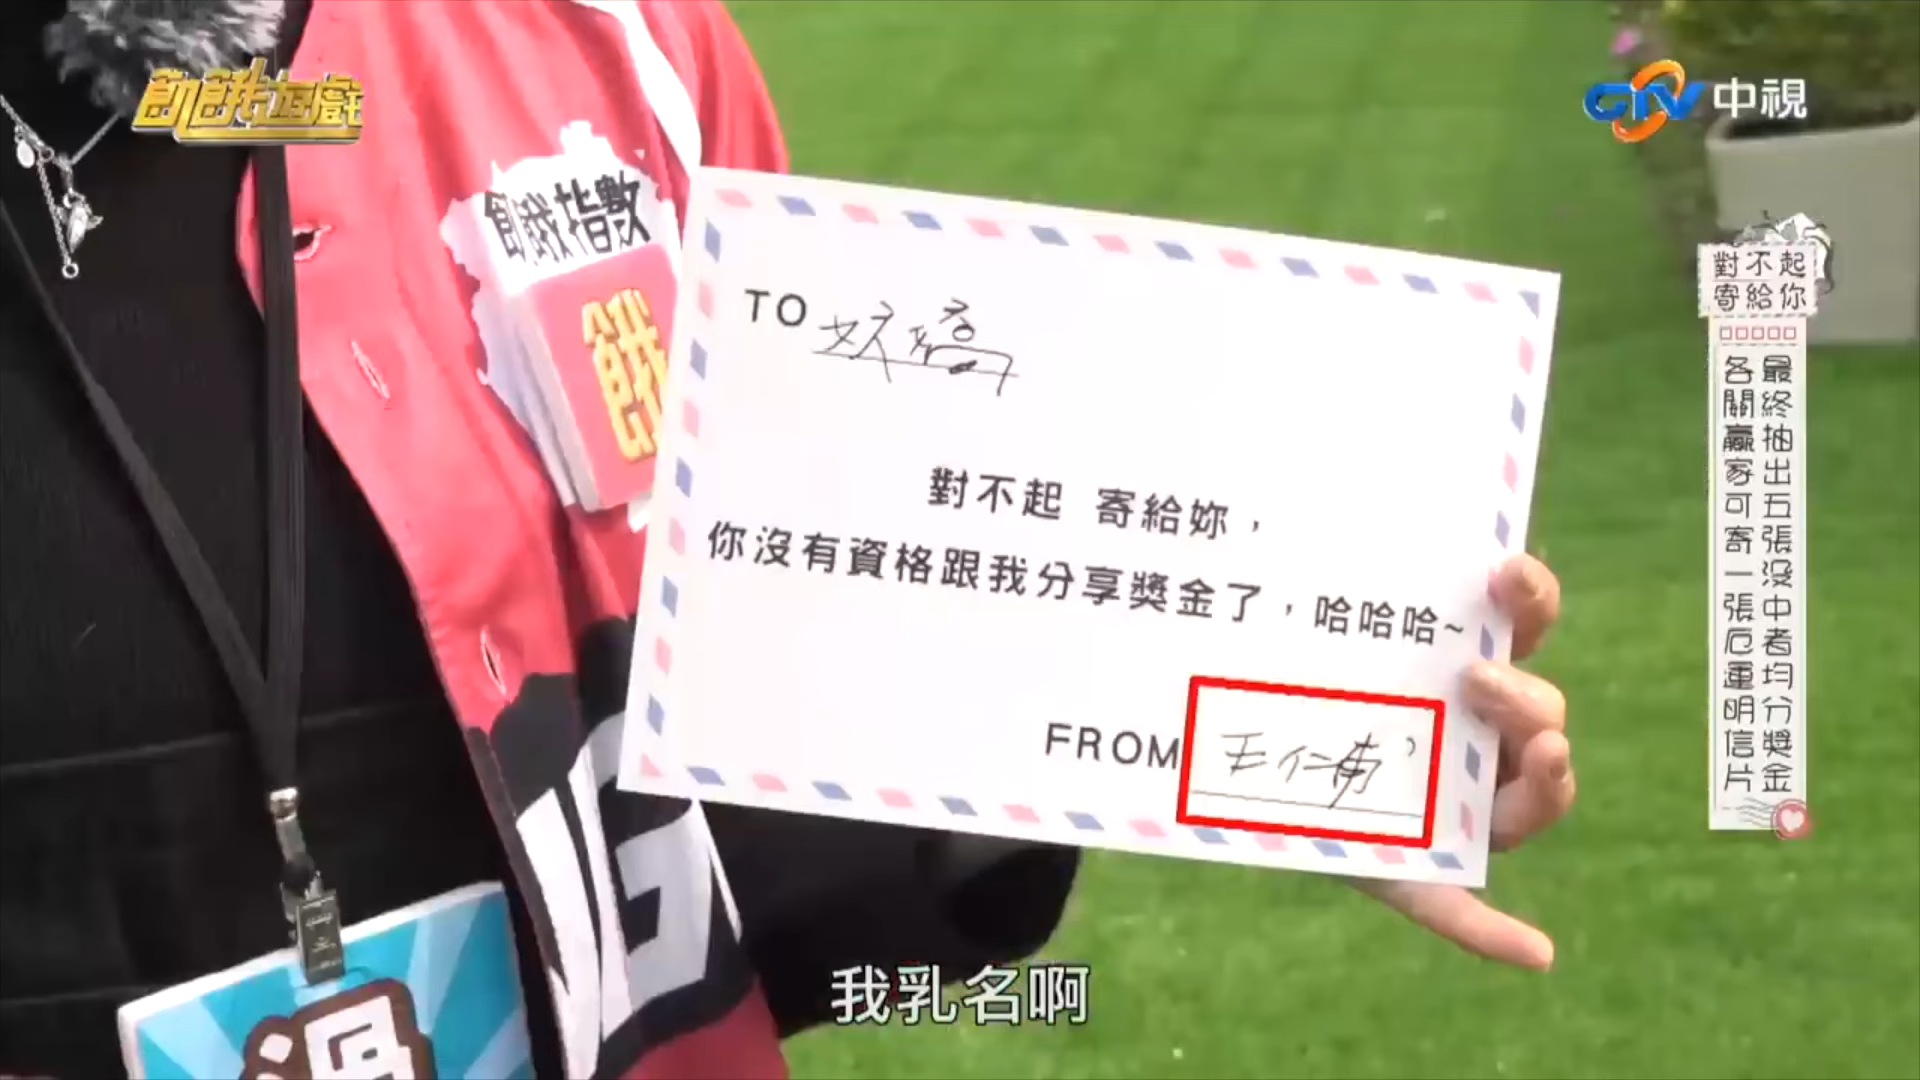 飢餓遊戲
CTV 中視
飢餓指數
餓
TO 妖嬌
對不起 寄給妳，
你沒有資格跟我分享獎金了，哈哈哈~
FROM 王仁甫
對不起
寄給你
最終抽出五張沒中者均分獎金
各關贏家可寄一張厄運明信片
我乳名啊